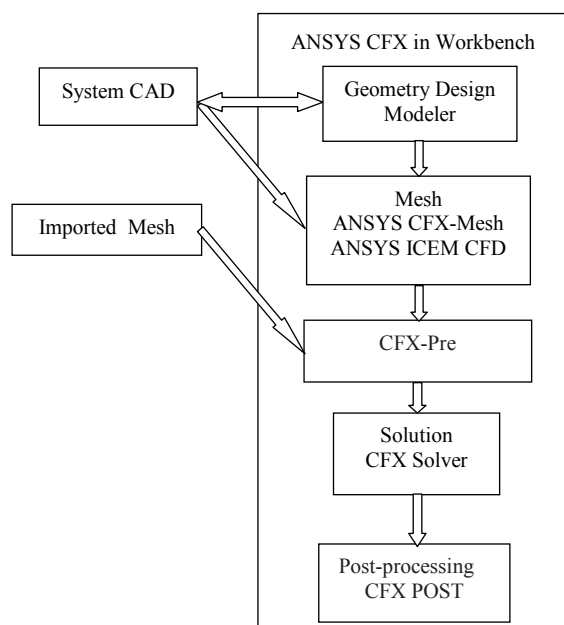 ANSYS CFX in Workbench
System CAD
Geometry Design
Modeler
Mesh
ANSYS CFX-Mesh
ANSYS ICEM CFD
Imported Mesh
CFX-Pre
Solution
CFX Solver
Post-processing
CFX POST